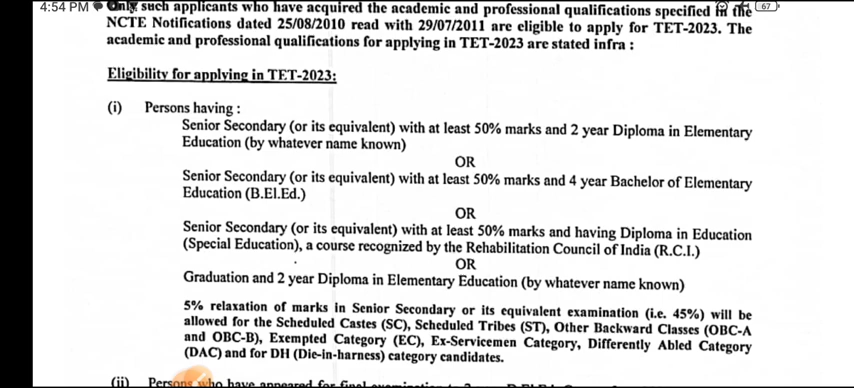 4:54 PM
67
Only such applicants who have acquired the academic and professional qualifications specified in the
NCTE Notifications dated 25/08/2010 read with 29/07/2011 are eligible to apply for TET-2023. The
academic and professional qualifications for applying in TET-2023 are stated infra :
Eligibility for applying in TET-2023:
(i) Persons having :
Senior Secondary (or its equivalent) with at least 50% marks and 2 year Diploma in Elementary
Education (by whatever name known)
OR
Senior Secondary (or its equivalent) with at least 50% marks and 4 year Bachelor of Elementary
Education (B.El.Ed.)
OR
Senior Secondary (or its equivalent) with at least 50% marks and having Diploma in Education
(Special Education), a course recognized by the Rehabilitation Council of India (R.C.I.)
OR
Graduation and 2 year Diploma in Elementary Education (by whatever name known)
5% relaxation of marks in Senior Secondary or its equivalent examination (i.e. 45%) will be
allowed for the Scheduled Castes (SC), Scheduled Tribes (ST), Other Backward Classes (OBC-A
and OBC-B), Exempted Category (EC), Ex-Servicemen Category, Differently Abled Category
(DAC) and for DH (Die-in-harness) category candidates.
(ii) Persons who have appeared for final